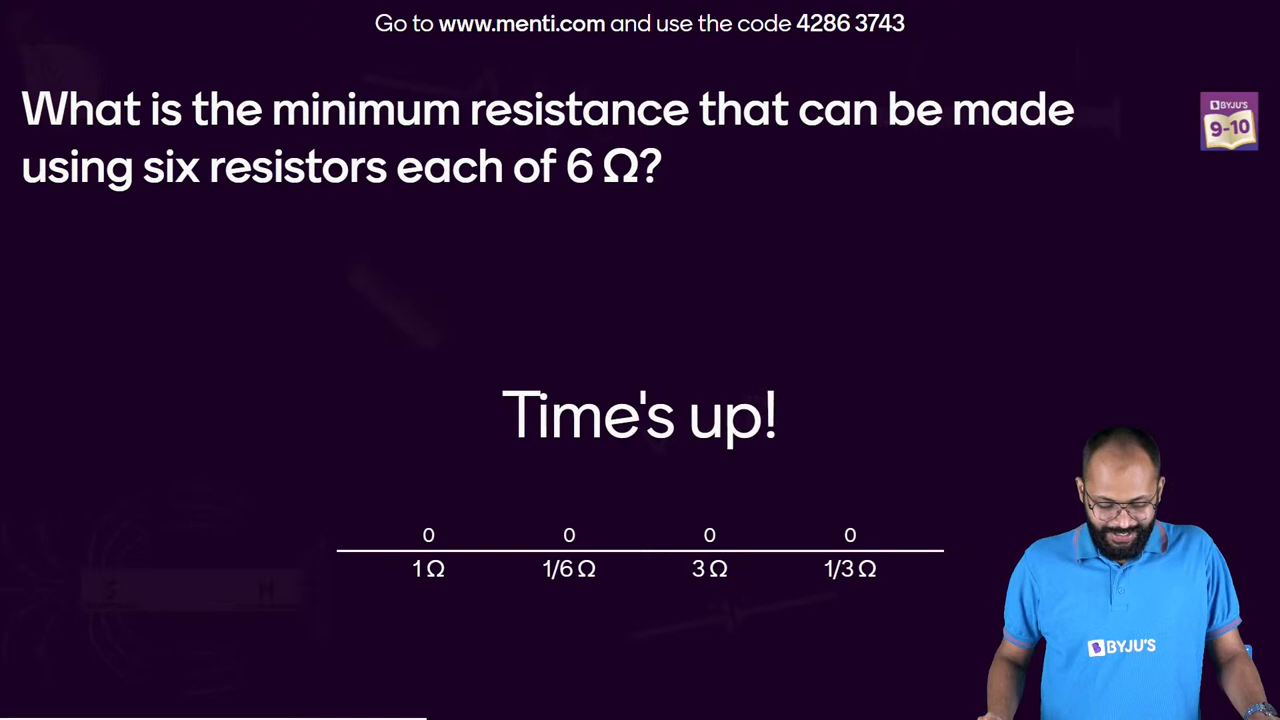 Go to www.menti.com and use the code 4286 3743
What is the minimum resistance that can be made
using six resistors each of 6 Ω?
BYJU'S
9-10
Time's up!
0 0 0 0
1 Ω 1/6 Ω 3 Ω 1/3 Ω
BYJU'S